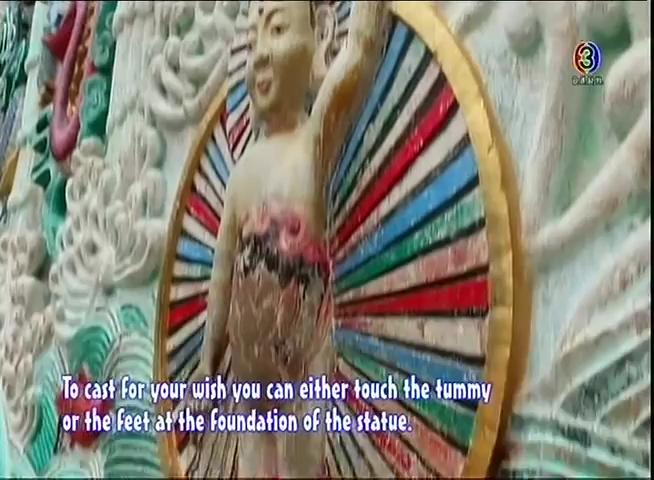 3
To cast for your wish you can either touch the tummy
or the feet at the foundation of the statue.